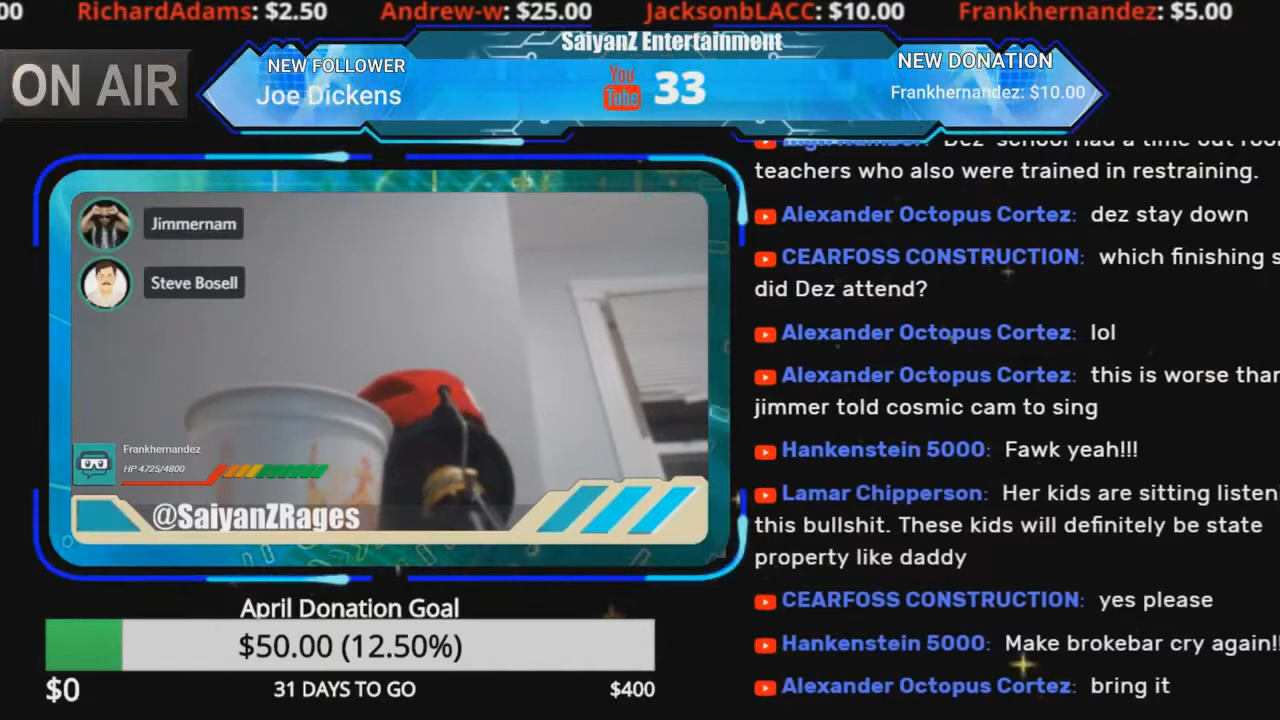 00 RichardAdams: $2.50 Andrew-w: $25.00 JacksonbLACC: $10.00 Frankhernandez: $5.00
SaiyanZ Entertainment
ON AIR
NEW FOLLOWER
Joe Dickens
You
Tube
33
NEW DONATION
Frankhernandez: $10.00
Jimmernam
Steve Bosell
Frankhernandez
HP 4725/4800
@SaiyanZRages
April Donation Goal
$50.00 (12.50%)
$0
31 DAYS TO GO
$400
teachers who also were trained in restraining.
Alexander Octopus Cortez: dez stay down
CEARFOSS CONSTRUCTION: which finishing s
did Dez attend?
Alexander Octopus Cortez: lol
Alexander Octopus Cortez: this is worse than
jimmer told cosmic cam to sing
Hankenstein 5000: Fawk yeah!!!
Lamar Chipperson: Her kids are sitting listen
this bullshit. These kids will definitely be state
property like daddy
CEARFOSS CONSTRUCTION: yes please
Hankenstein 5000: Make brokebar cry again!!
Alexander Octopus Cortez: bring it